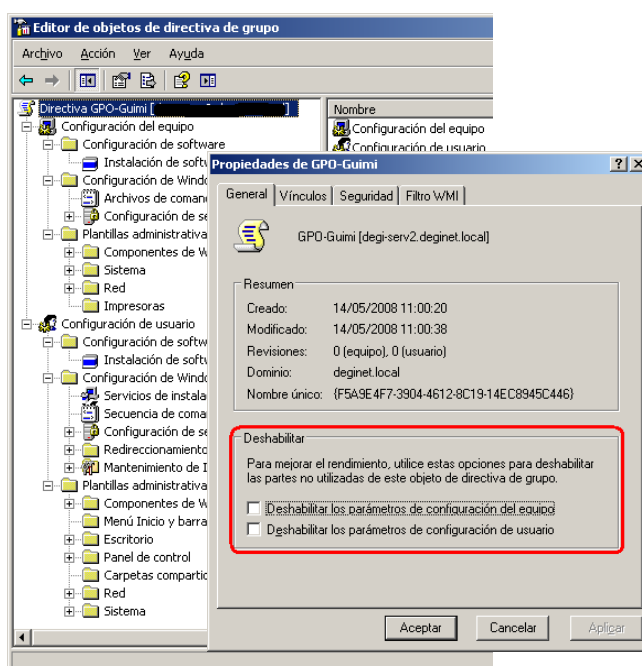 Editor de objetos de directiva de grupo
Archivo Acción Ver Ayuda
Directiva GPO-Guimi [ ]
Configuración del equipo
Configuración de software
Instalación de softw
Configuración de Windo
Archivos de coman
Configuración de se
Plantillas administrativa
Componentes de W
Sistema
Red
Impresoras
Configuración de usuario
Configuración de softw
Instalación de softw
Configuración de Windo
Servicios de instala
Secuencia de coma
Configuración de se
Redireccionamiento
Mantenimiento de I
Plantillas administrativa
Componentes de W
Menú Inicio y barra
Escritorio
Panel de control
Carpetas compartic
Red
Sistema
Nombre
Configuración del equipo
Configuración de usuario
Propiedades de GPO-Guimi
General Vínculos Seguridad Filtro WMI
GPO-Guimi [degi-serv2.deginet.local]
Resumen
Creado: 14/05/2008 11:00:20
Modificado: 14/05/2008 11:00:38
Revisiones: 0 (equipo), 0 (usuario)
Dominio: deginet.local
Nombre único: {F5A9E4F7-3904-4612-8C19-14EC8945C446}
Deshabilitar
Para mejorar el rendimiento, utilice estas opciones para deshabilitar
las partes no utilizadas de este objeto de directiva de grupo.
Deshabilitar los parámetros de configuración del equipo
Deshabilitar los parámetros de configuración de usuario
Aceptar Cancelar Aplicar